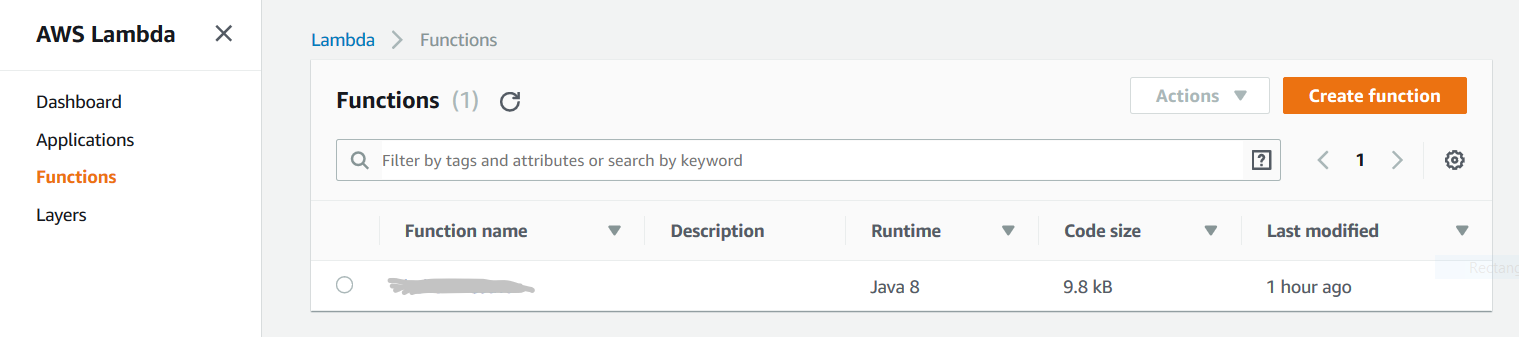 AWS Lambda
Dashboard
Applications
Functions
Layers
Lambda > Functions
Functions (1)
Actions
Create function
Filter by tags and attributes or search by keyword
?
1
Function name
Description
Runtime
Code size
Last modified
Rectang
Java 8
9.8 kB
1 hour ago